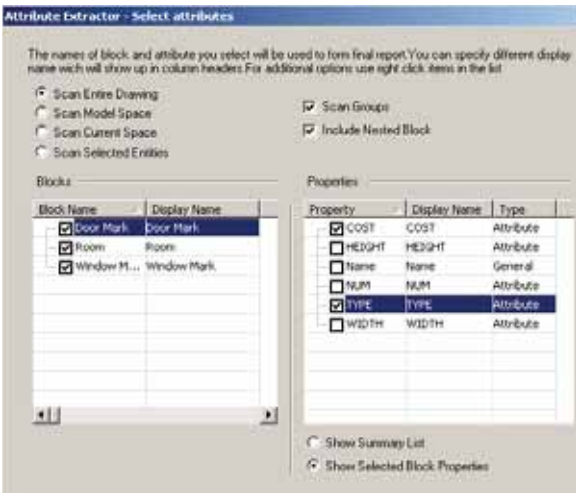 Attribute Extractor - Select attributes
The names of block and attribute you select will be used to form final report.You can specify different display
name wich will show up in column headers.For additional options use right click items in the list
Scan Entire Drawing
Scan Model Space
Scan Current Space
Scan Selected Entities
Scan Groups
Include Nested Block
Blocks
Block Name Display Name
Door Mark Door Mark
Room Room
Window M... Window Mark
Properties
Property Display Name Type
COST COST Attribute
HEIGHT HEIGHT Attribute
Name Name General
NUM NUM Attribute
TYPE TYPE Attribute
WIDTH WIDTH Attribute
Show Summary List
Show Selected Block Properties